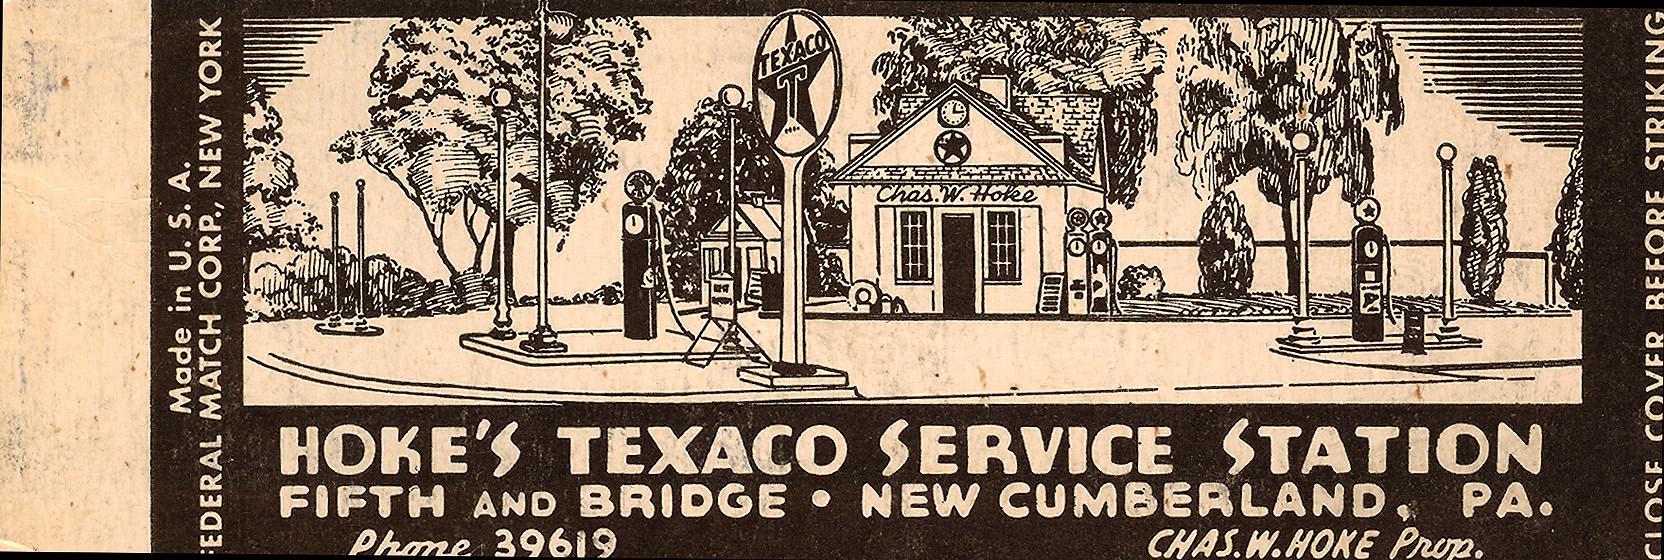 Made in U. S. A.
FEDERAL MATCH CORP., NEW YORK
TEXACO
T
Chas. W. Hoke
HOKE'S TEXACO SERVICE STATION
FIFTH AND BRIDGE • NEW CUMBERLAND, PA.
Phone 39619
CHAS. W. HOKE Prop.
CLOSE COVER BEFORE STRIKING